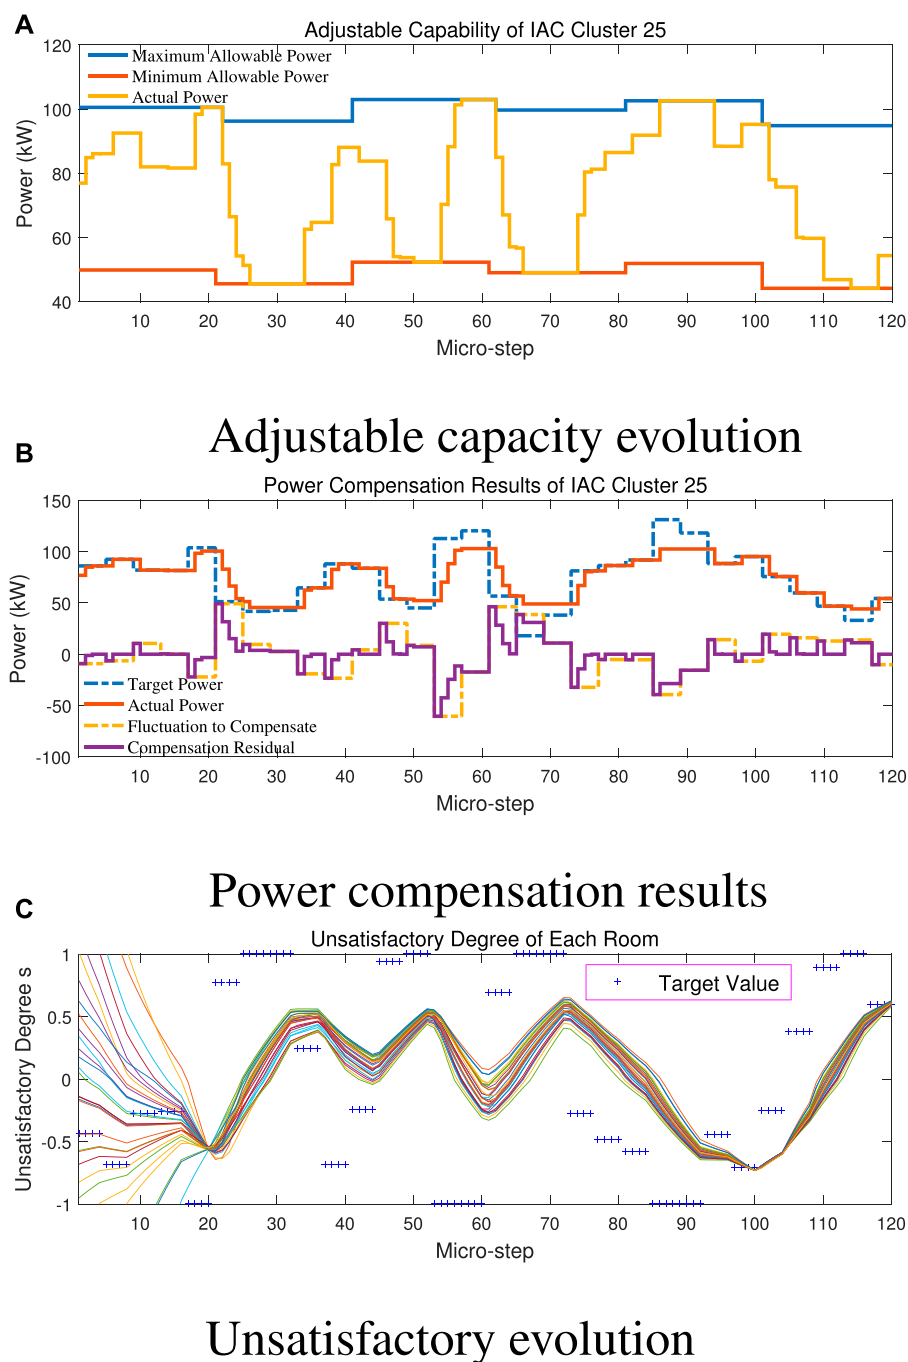 A
Adjustable Capability of IAC Cluster 25
120
100
80
60
40
Power (kW)
Maximum Allowable Power
Minimum Allowable Power
Actual Power
10 20 30 40 50 60 70 80 90 100 110 120
Micro-step
Adjustable capacity evolution
B
Power Compensation Results of IAC Cluster 25
150
100
50
0
-50
-100
Power (kW)
Target Power
Actual Power
Fluctuation to Compensate
Compensation Residual
10 20 30 40 50 60 70 80 90 100 110 120
Micro-step
Power compensation results
C
Unsatisfactory Degree of Each Room
1
0.5
0
-0.5
-1
Unsatisfactory Degree s
Target Value
10 20 30 40 50 60 70 80 90 100 110 120
Micro-step
Unsatisfactory evolution